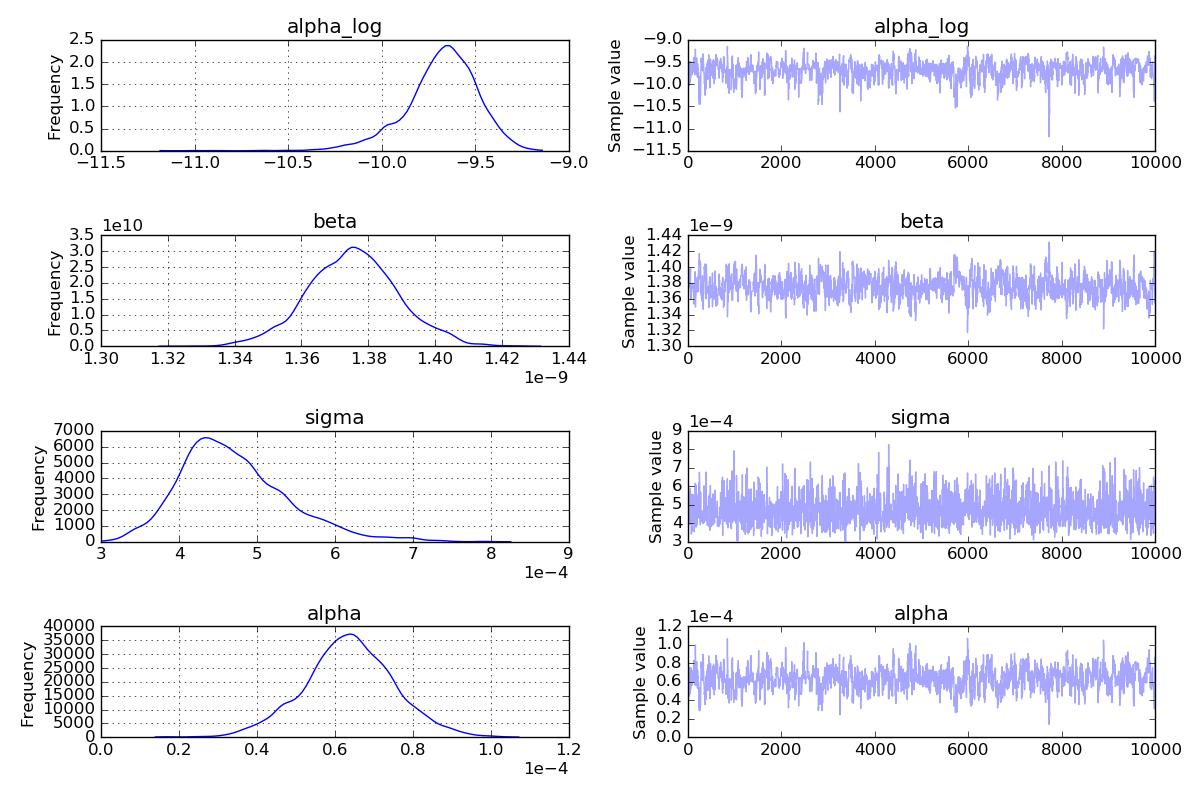 alpha_log
alpha_log
2.5
2.0
1.5
1.0
0.5
0.0
Frequency
−11.5 −11.0 −10.5 −10.0 −9.5 −9.0
−9.0
−9.5
−10.0
−10.5
−11.0
−11.5
Sample value
0 2000 4000 6000 8000 10000
beta
beta
1e10
3.5
3.0
2.5
2.0
1.5
1.0
0.5
0.0
Frequency
1.30 1.32 1.34 1.36 1.38 1.40 1.42 1.44
1e−9
1e−9
1.44
1.42
1.40
1.38
1.36
1.34
1.32
1.30
Sample value
0 2000 4000 6000 8000 10000
sigma
sigma
7000
6000
5000
4000
3000
2000
1000
0
Frequency
3 4 5 6 7 8 9
1e−4
1e−4
9
8
7
6
5
4
3
Sample value
0 2000 4000 6000 8000 10000
alpha
alpha
40000
35000
30000
25000
20000
15000
10000
5000
0
Frequency
0.0 0.2 0.4 0.6 0.8 1.0 1.2
1e−4
1e−4
1.2
1.0
0.8
0.6
0.4
0.2
0.0
Sample value
0 2000 4000 6000 8000 10000